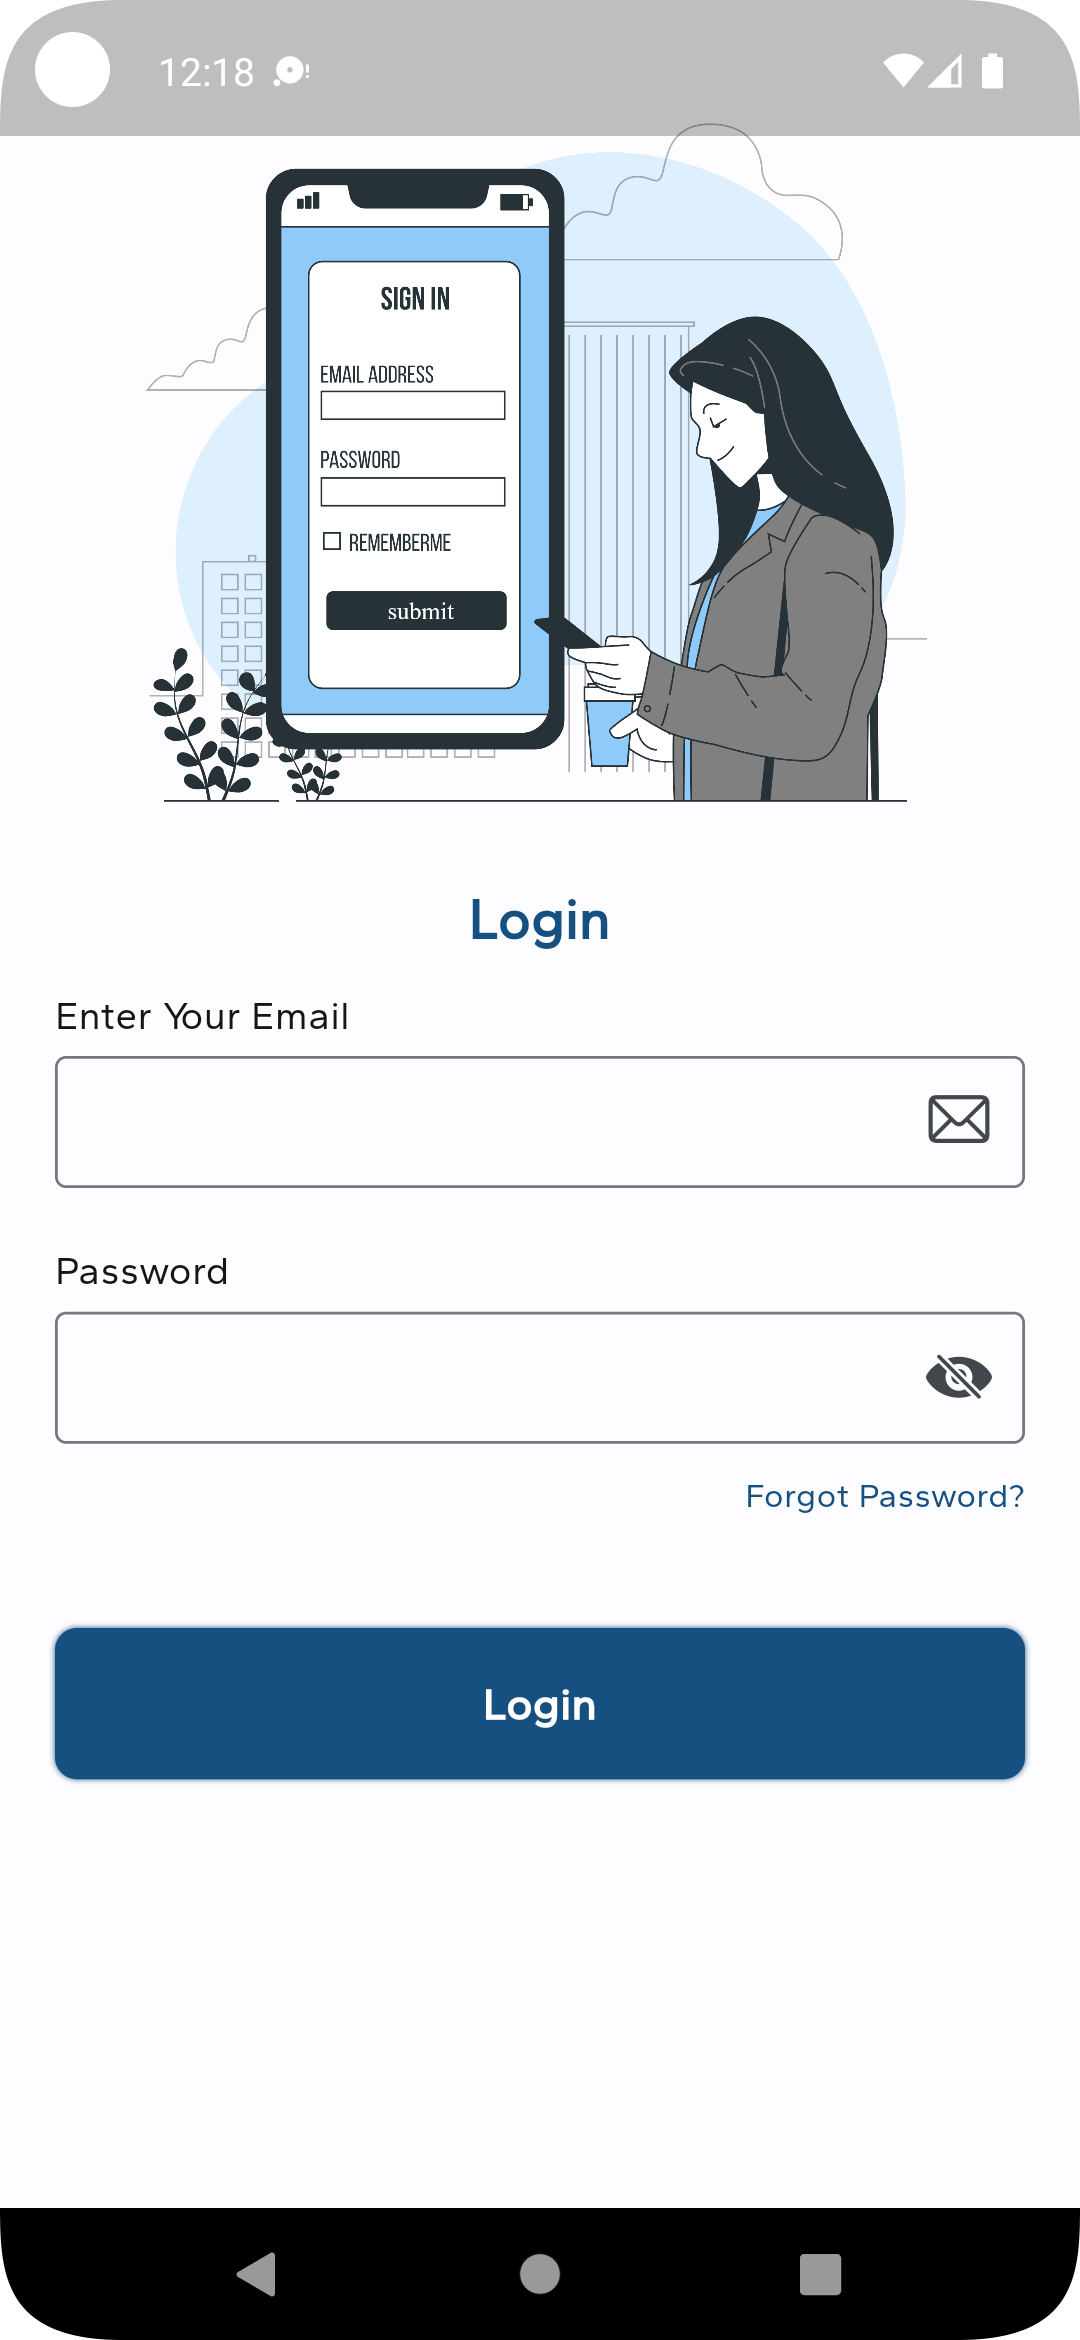 12:18
SIGN IN
EMAIL ADDRESS
PASSWORD
REMEMBERME
submit
Login
Enter Your Email
Password
Forgot Password?
Login